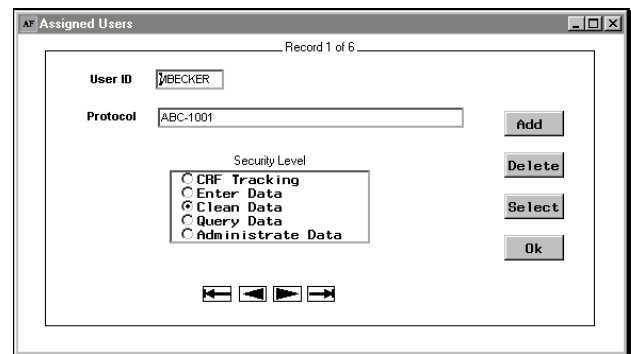 AF Assigned Users
Record 1 of 6
User ID MBECKER
Protocol ABC-1001
Add
Security Level
Delete
CRF Tracking
Enter Data
Clean Data
Select
Query Data
Administrate Data
Ok